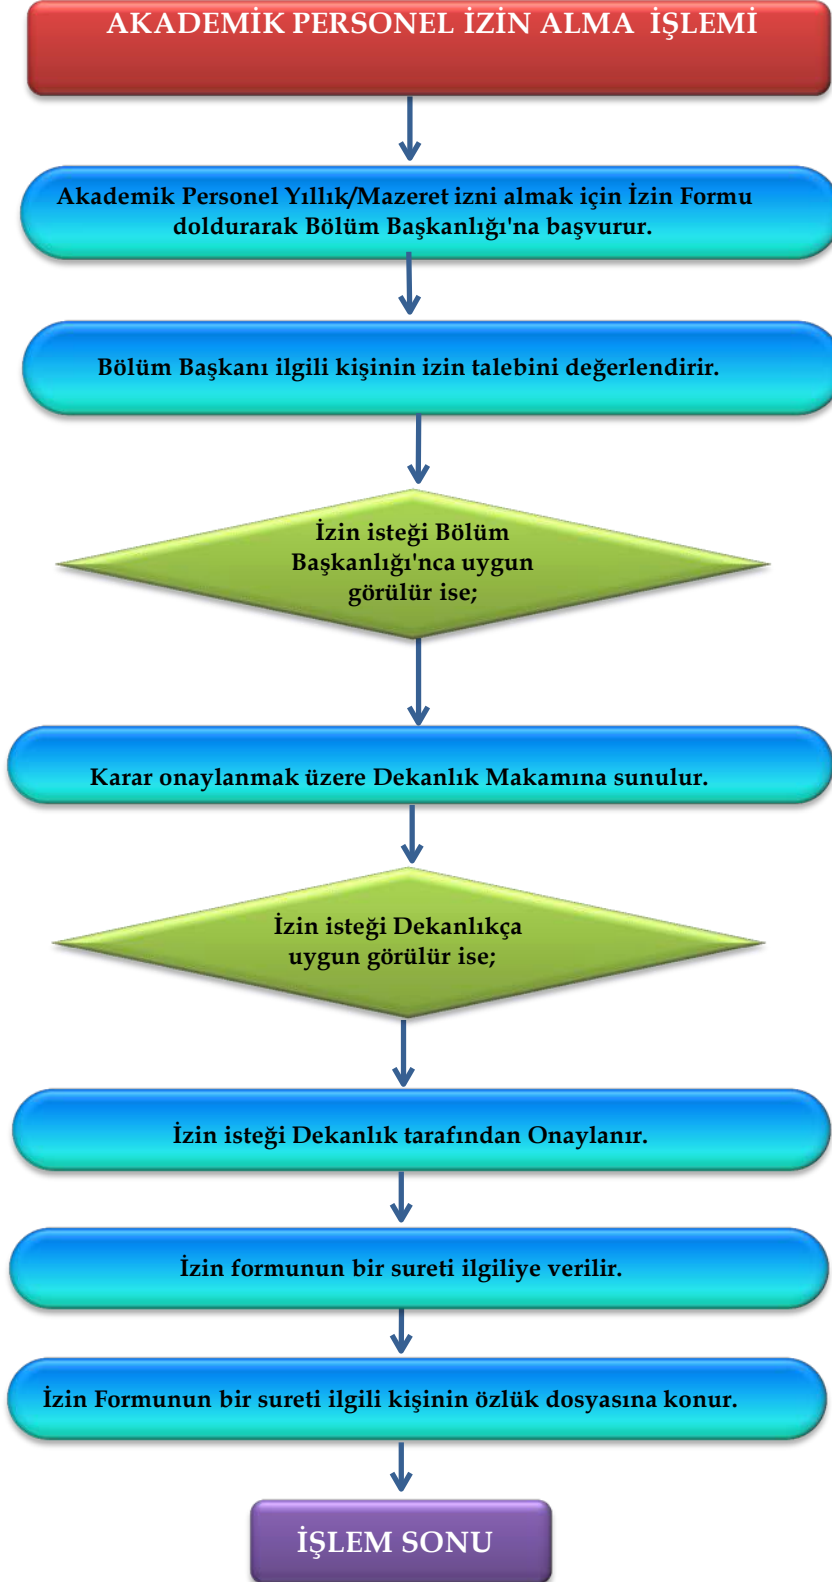 AKADEMİK PERSONEL İZİN ALMA İŞLEMİ
Akademik Personel Yıllık/Mazeret izni almak için İzin Formu
doldurarak Bölüm Başkanlığı'na başvurur.
Bölüm Başkanı ilgili kişinin izin talebini değerlendirir.
İzin isteği Bölüm
Başkanlığı'nca uygun
görülür ise;
Karar onaylanmak üzere Dekanlık Makamına sunulur.
İzin isteği Dekanlıkça
uygun görülür ise;
İzin isteği Dekanlık tarafından Onaylanır.
İzin formunun bir sureti ilgiliye verilir.
İzin Formunun bir sureti ilgili kişinin özlük dosyasına konur.
İŞLEM SONU